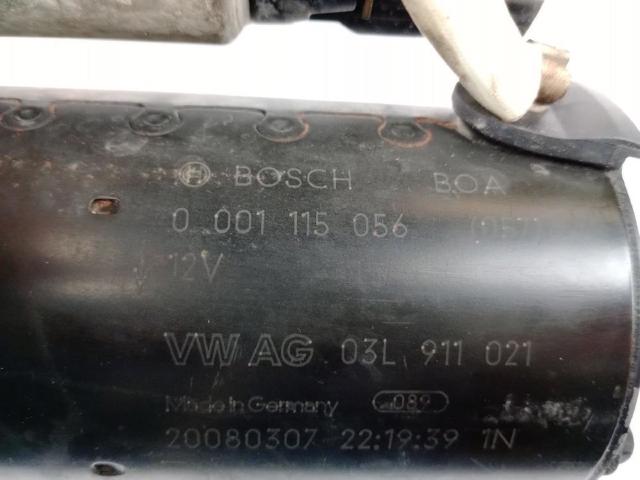 BOSCH BOA
0 001 115 056 (057)
12V
VW AG 03L 911 021
Made in Germany 089
20080307 22:19:39 1N